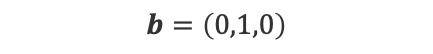 b = (0,1,0)